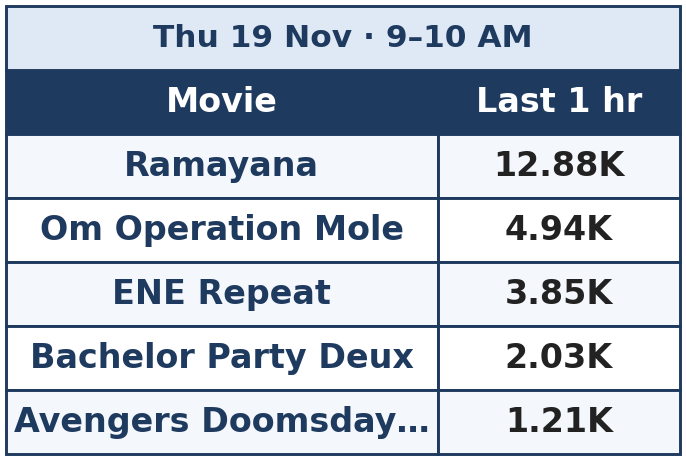 Thu 19 Nov · 9–10 AM
Movie Last 1 hr
Ramayana 12.88K
Om Operation Mole 4.94K
ENE Repeat 3.85K
Bachelor Party Deux 2.03K
Avengers Doomsday... 1.21K